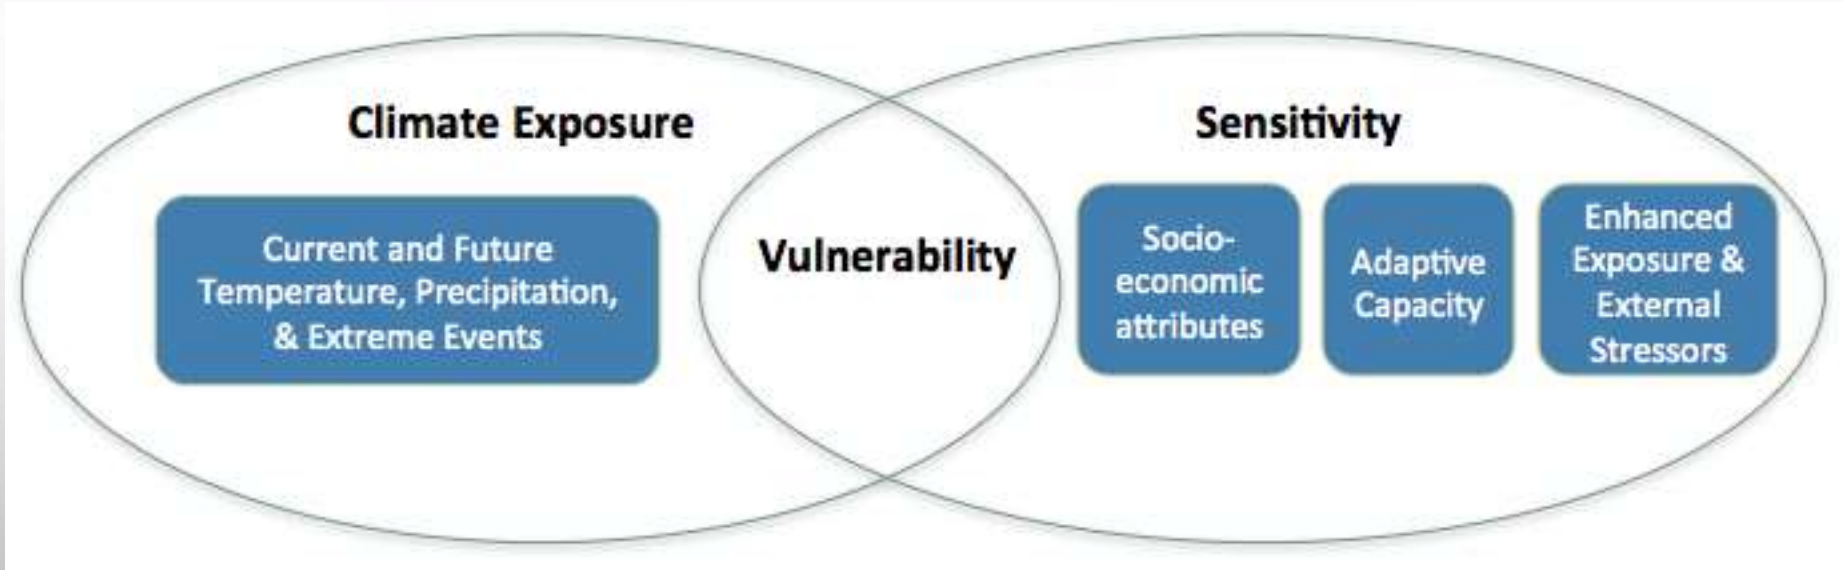 Climate Exposure
Current and Future
Temperature, Precipitation,
& Extreme Events
Vulnerability
Sensitivity
Socio-
economic
attributes
Adaptive
Capacity
Enhanced
Exposure &
External
Stressors